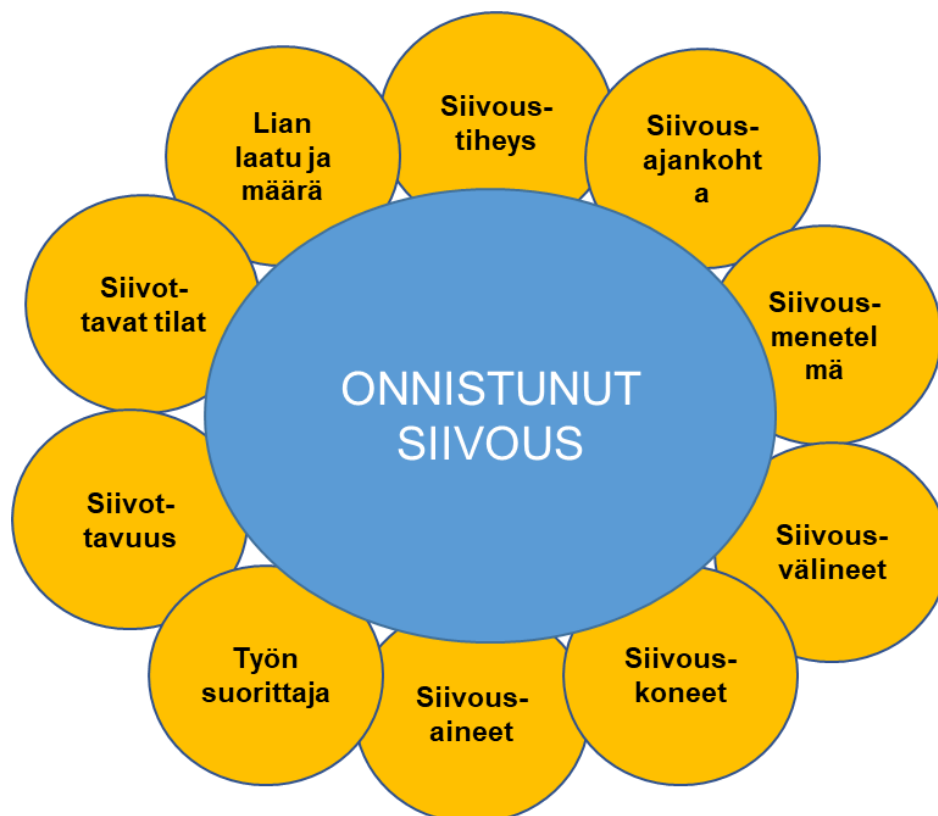 Siivous-
tiheys
Siivous-
ajankoht
a
Siivous-
menetel
mä
Siivous-
välineet
Siivous-
koneet
Siivous-
aineet
Työn
suorittaja
Siivot-
tavuus
Siivot-
tavat tilat
Lian
laatu ja
määrä
ONNISTUNUT
SIIVOUS